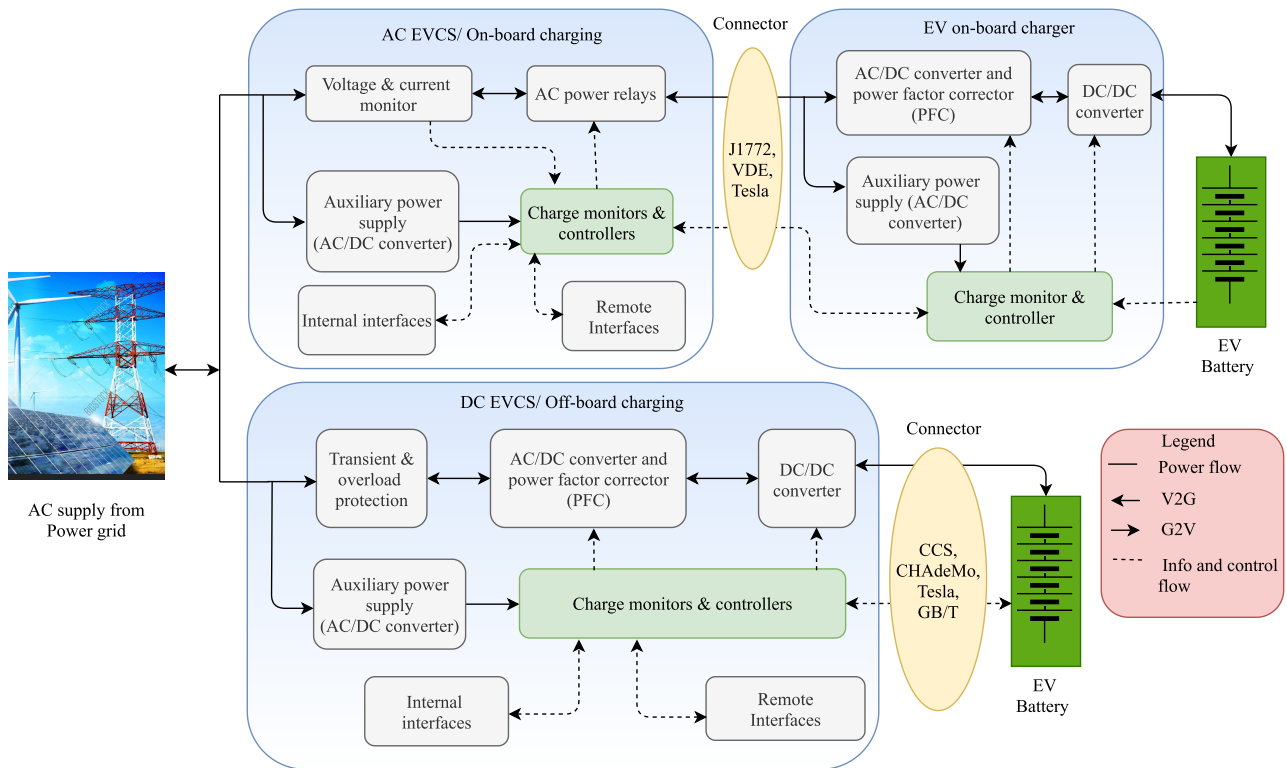 AC EVCS/ On-board charging
Voltage & current
monitor
AC power relays
Auxiliary power
supply
(AC/DC converter)
Charge monitors &
controllers
Internal interfaces
Remote
Interfaces
Connector
J1772,
VDE,
Tesla
EV on-board charger
AC/DC converter and
power factor corrector
(PFC)
DC/DC
converter
Auxiliary power
supply (AC/DC
converter)
Charge monitor &
controller
EV
Battery
AC supply from
Power grid
DC EVCS/ Off-board charging
Transient &
overload
protection
AC/DC converter and
power factor corrector
(PFC)
DC/DC
converter
Auxiliary power
supply
(AC/DC converter)
Charge monitors & controllers
Internal
interfaces
Remote
Interfaces
Connector
CCS,
CHAdeMo,
Tesla,
GB/T
EV
Battery
Legend
Power flow
V2G
G2V
Info and control
flow